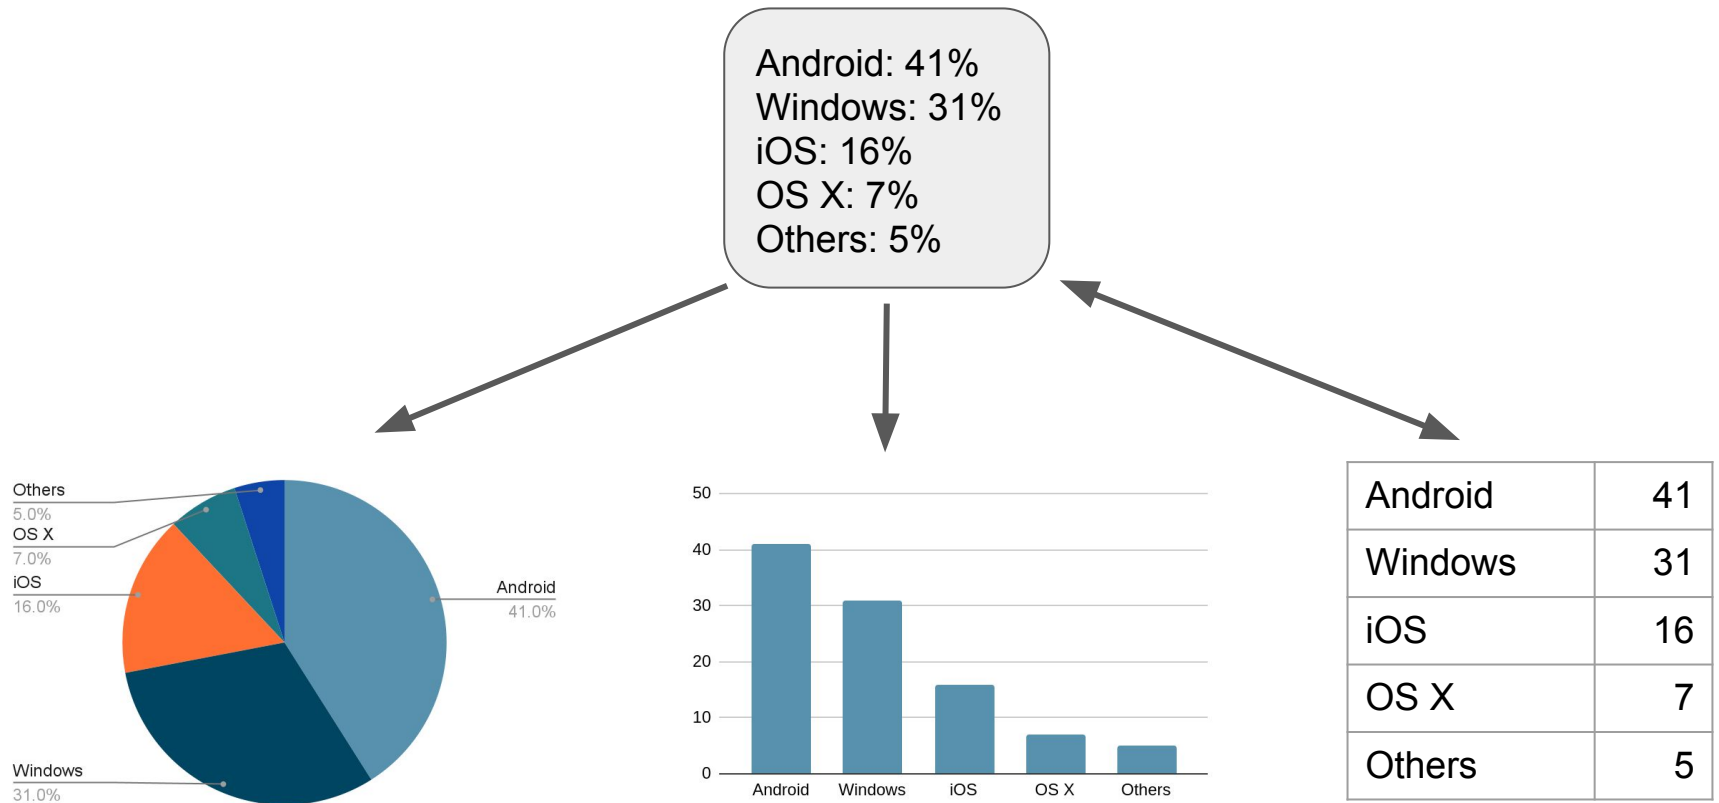 Android: 41%
Windows: 31%
iOS: 16%
OS X: 7%
Others: 5%
Others
5.0%
OS X
7.0%
iOS
16.0%
Windows
31.0%
Android
41.0%
50
40
30
20
10
0
Android Windows iOS OS X Others
Android 41
Windows 31
iOS 16
OS X 7
Others 5